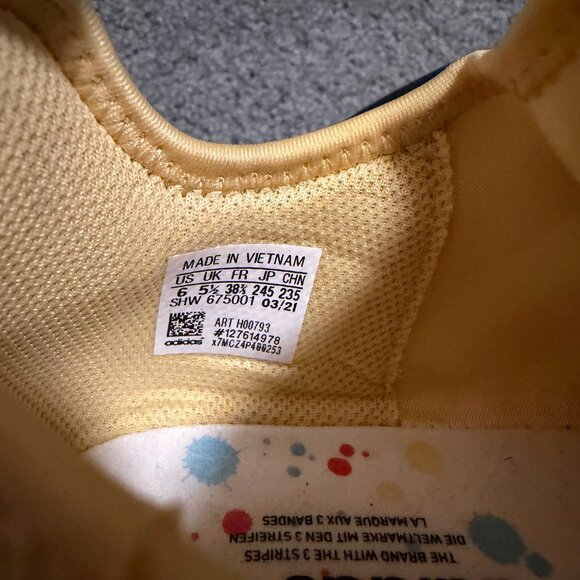 MADE IN VIETNAM
US UK FR JP CHN
6 5½ 38⅔ 245 235
SHW 675001 03/21
ART H00793
#127614978
adidas x7MCZ4P400253
THE BRAND WITH THE 3 STRIPES
DIE WELTMARKE MIT DEN 3 STREIFEN
LA MARQUE AUX 3 BANDES